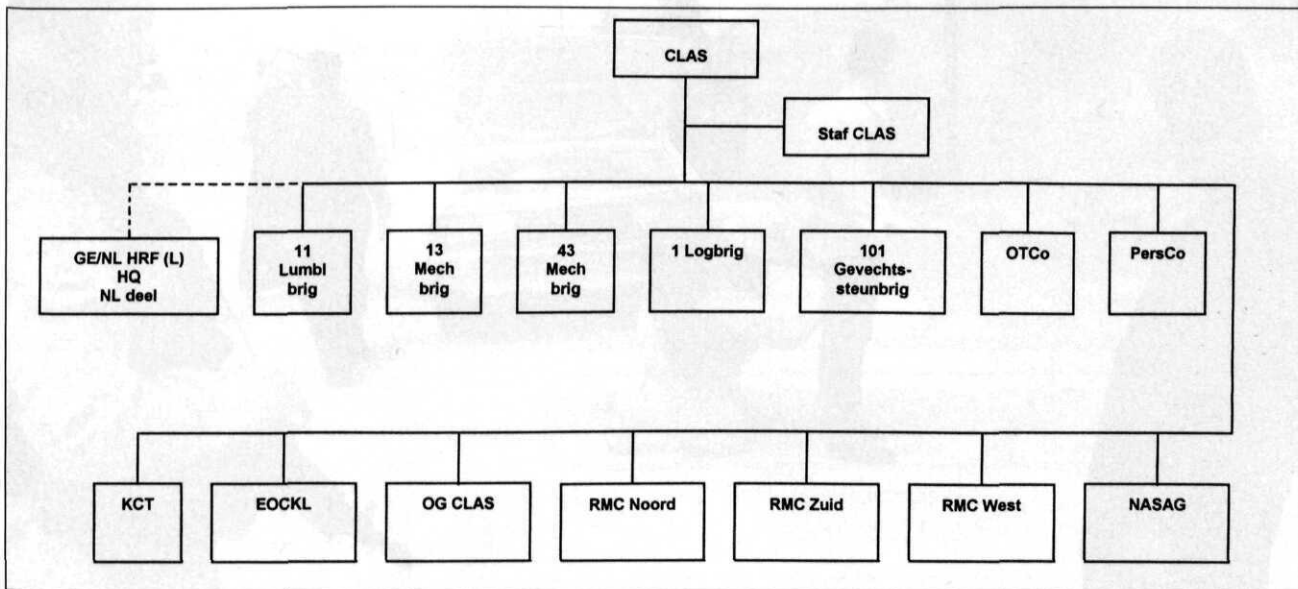 CLAS
Staf CLAS
GE/NL HRF (L)
HQ
NL deel
11
Lumbl
brig
13
Mech
brig
43
Mech
brig
1 Logbrig
101
Gevechts-
steunbrig
OTCo
PersCo
KCT
EOCKL
OG CLAS
RMC Noord
RMC Zuid
RMC West
NASAG